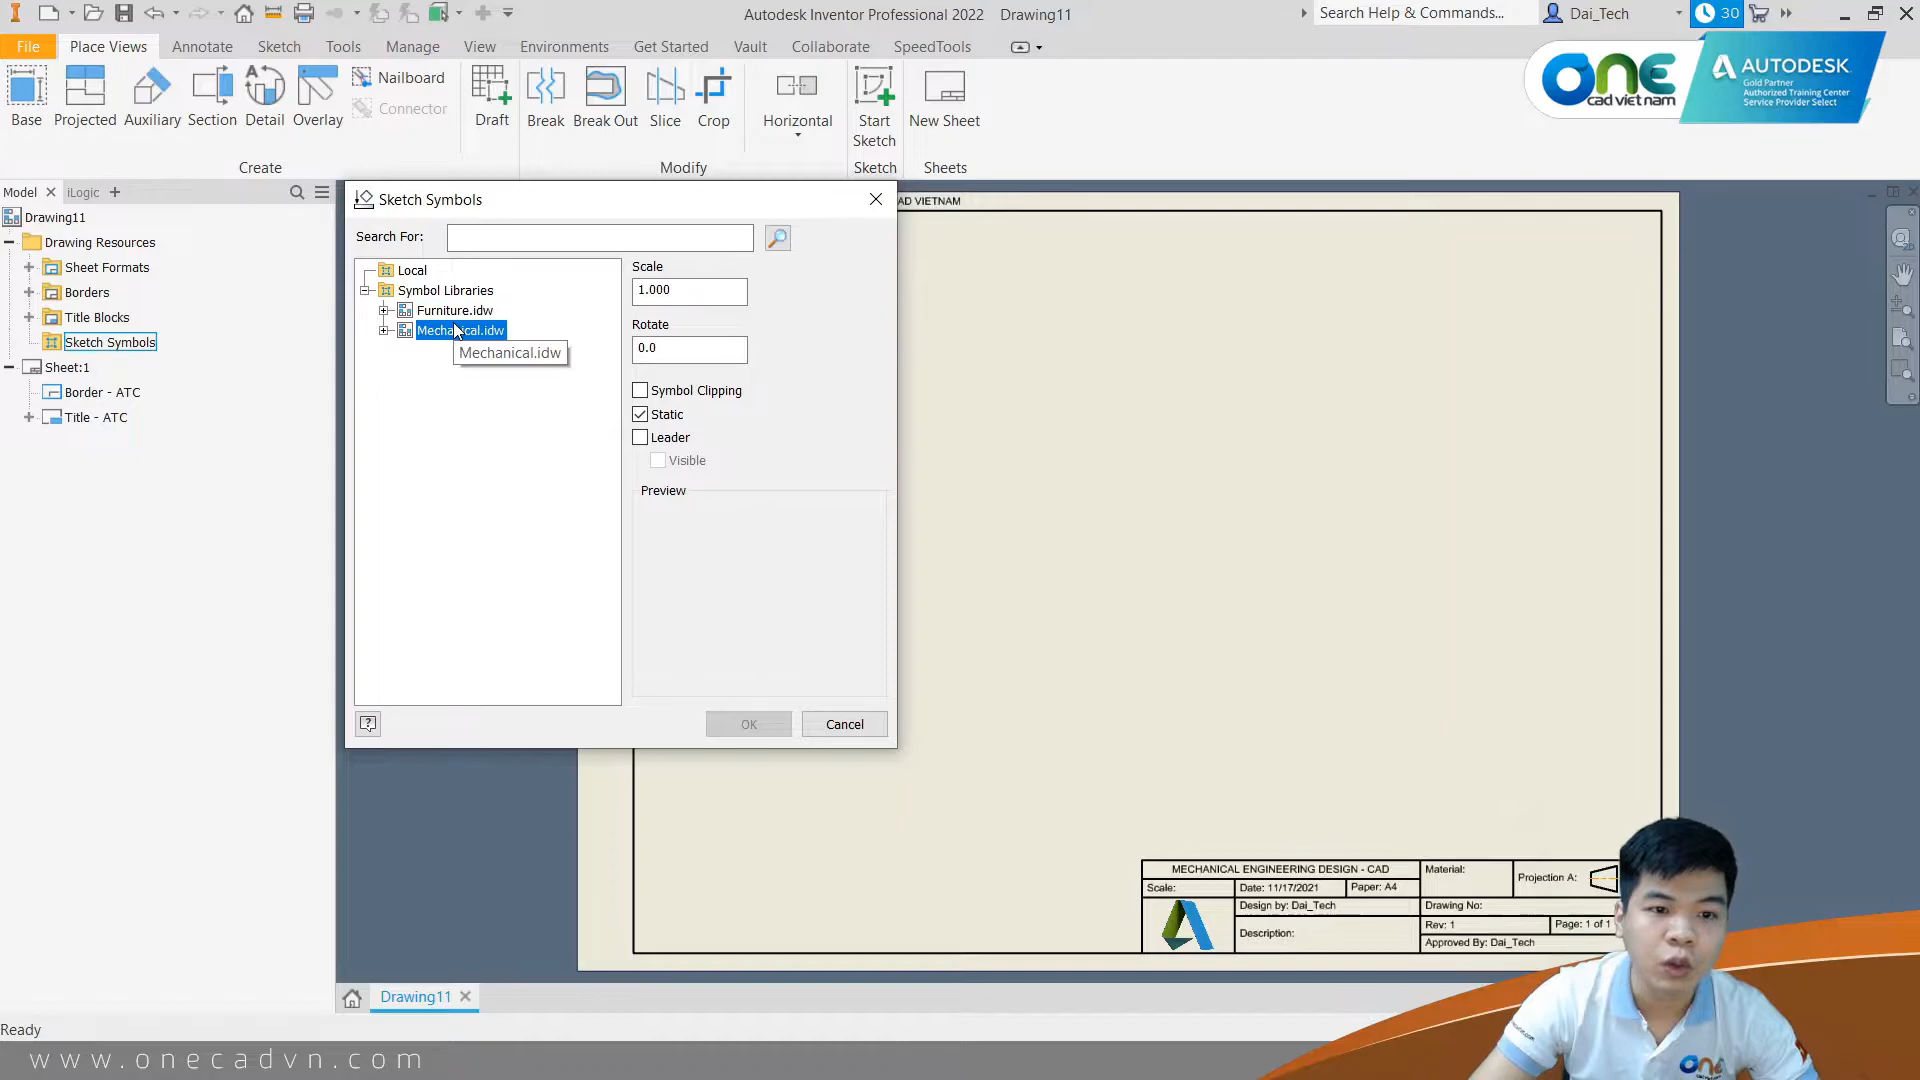 Autodesk Inventor Professional 2022 Drawing11
Search Help & Commands...
Dai_Tech
30
File Place Views Annotate Sketch Tools Manage View Environments Get Started Vault Collaborate SpeedTools
Base
Projected
Auxiliary
Section
Detail
Overlay
Nailboard
Connector
Draft
Break
Break Out
Slice
Crop
Horizontal
Start
Sketch
New Sheet
Create
Modify
Sketch
Sheets
ONE
cad viet nam
AUTODESK.
Gold Partner
Authorized Training Center
Service Provider Select
Model
iLogic
Drawing11
Drawing Resources
Sheet Formats
Borders
Title Blocks
Sketch Symbols
Sheet:1
Border - ATC
Title - ATC
Sketch Symbols
Search For:
Local
Symbol Libraries
Furniture.idw
Mechanical.idw
Mechanical.idw
Scale
1.000
Rotate
0.0
Symbol Clipping
Static
Leader
Visible
Preview
OK
Cancel
AD VIETNAM
MECHANICAL ENGINEERING DESIGN - CAD
Material:
Projection A:
Scale:
Date: 11/17/2021
Paper: A4
Design by: Dai_Tech
Drawing No:
Description:
Rev: 1
Page: 1 of 1
Approved By: Dai_Tech
Drawing11
Ready
www.onecadvn.com
one